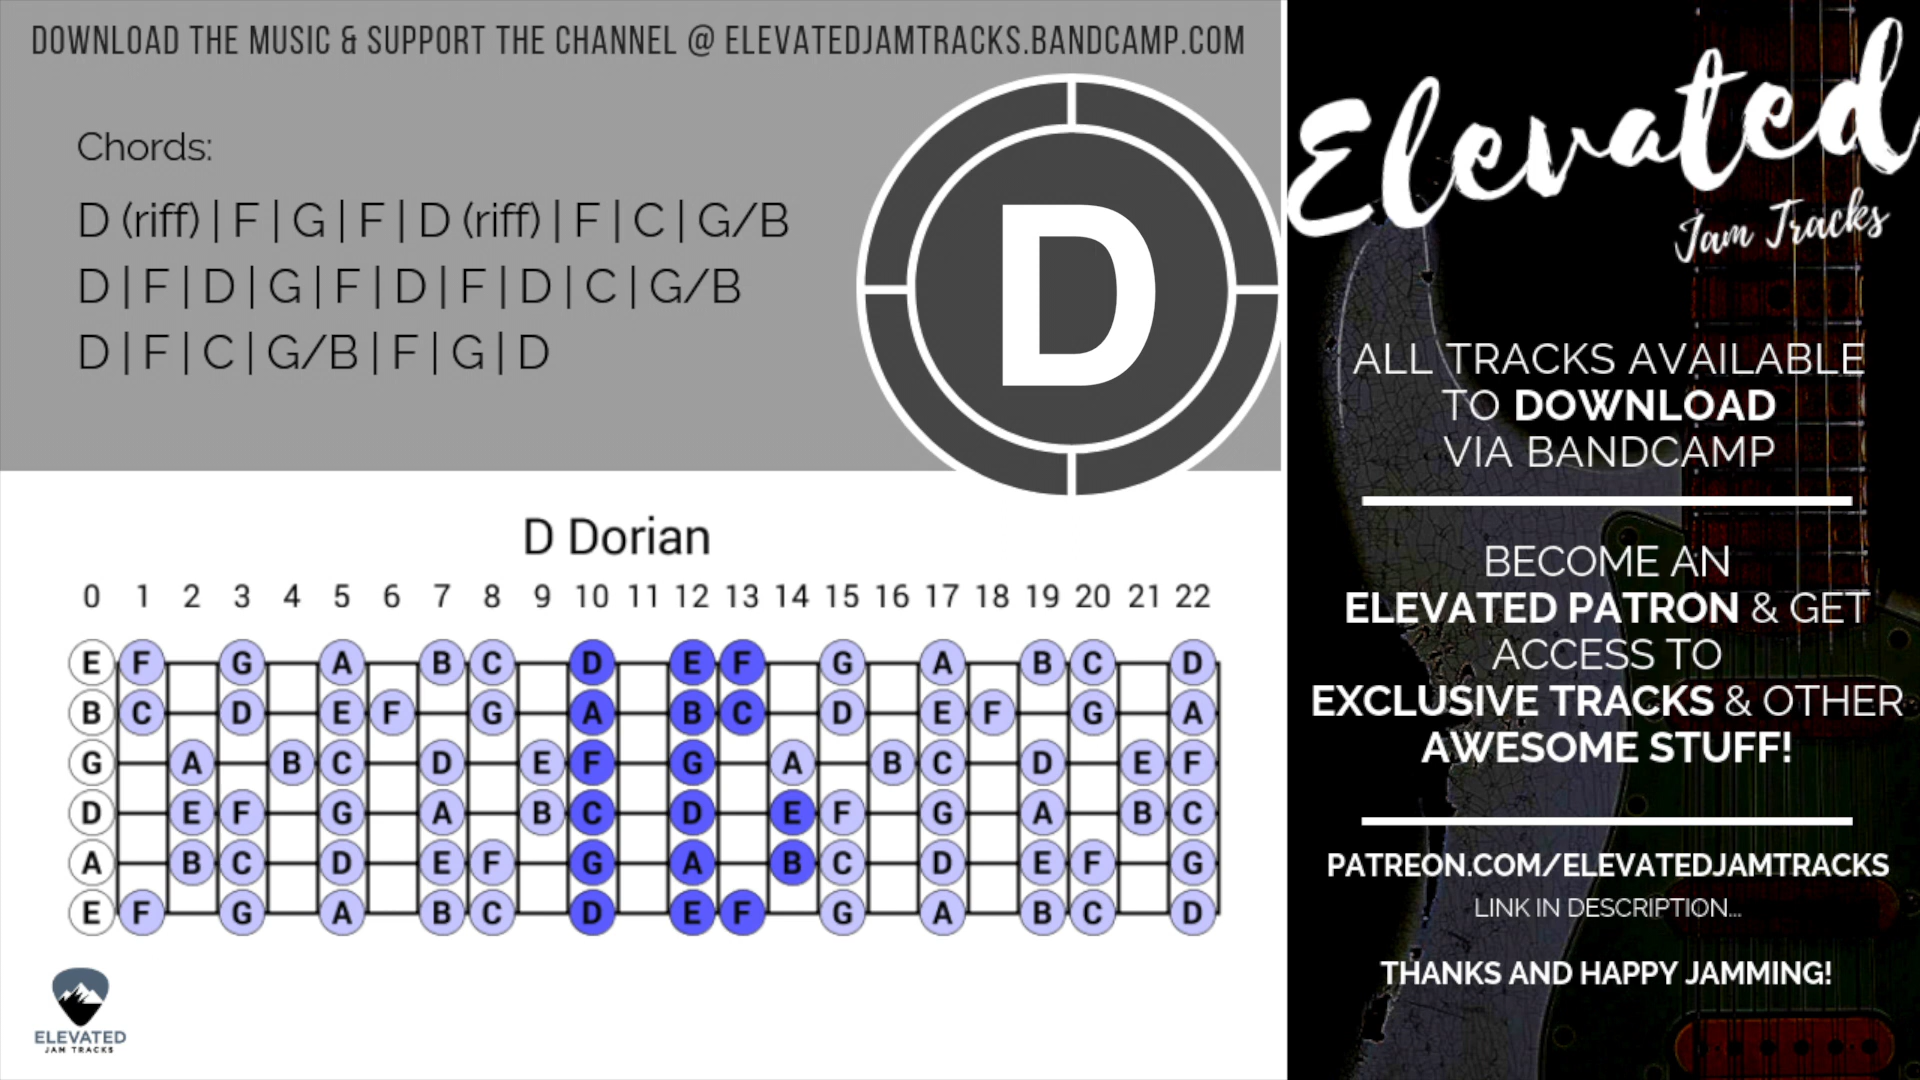 DOWNLOAD THE MUSIC & SUPPORT THE CHANNEL @ ELEVATEDJAMTRACKS.BANDCAMP.COM
Chords:
D (riff) | F | G | F | D (riff) | F | C | G/B
D | F | D | G | F | D | F | D | C | G/B
D | F | C | G/B | F | G | D
D
D Dorian
0 1 2 3 4 5 6 7 8 9 10 11 12 13 14 15 16 17 18 19 20 21 22
E F G A B C D E F G A B C D
B C D E F G A B C D E F G A
G A B C D E F G A B C D E F
D E F G A B C D E F G A B C
A B C D E F G A B C D E F G
E F G A B C D E F G A B C D
ELEVATED
JAM TRACKS
Elevated
Jam Tracks
ALL TRACKS AVAILABLE
TO DOWNLOAD
VIA BANDCAMP
BECOME AN
ELEVATED PATRON & GET
ACCESS TO
EXCLUSIVE TRACKS & OTHER
AWESOME STUFF!
PATREON.COM/ELEVATEDJAMTRACKS
LINK IN DESCRIPTION...
THANKS AND HAPPY JAMMING!